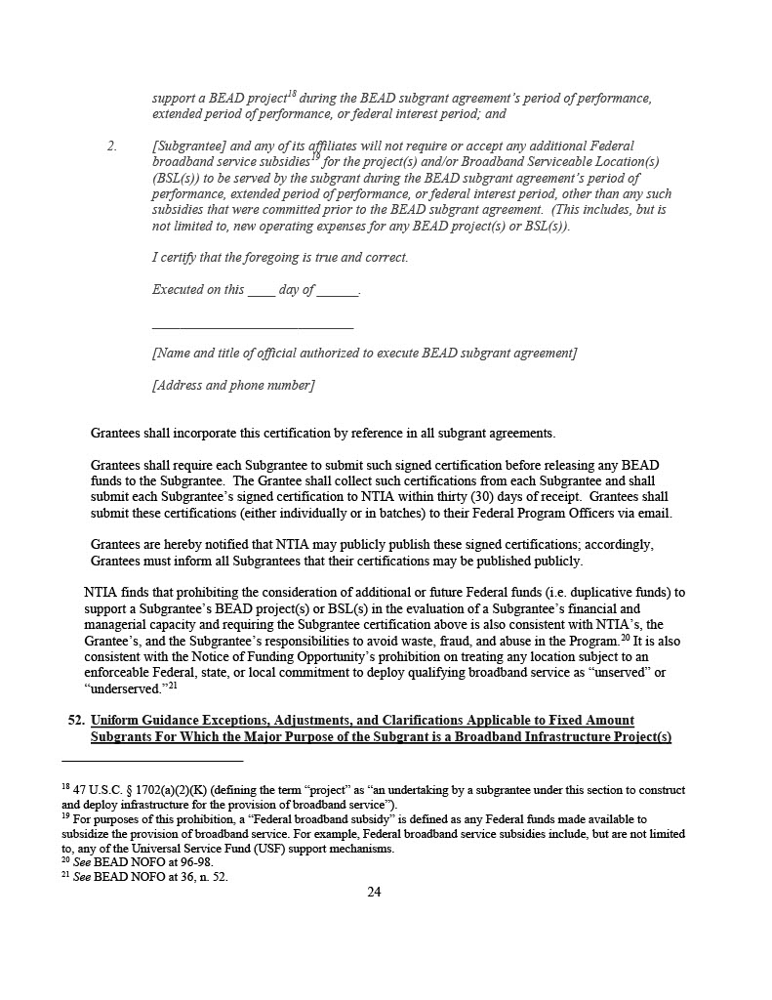 support a BEAD project18 during the BEAD subgrant agreement’s period of performance,
extended period of performance, or federal interest period; and
2. [Subgrantee] and any of its affiliates will not require or accept any additional Federal
broadband service subsidies19 for the project(s) and/or Broadband Serviceable Location(s)
(BSL(s)) to be served by the subgrant during the BEAD subgrant agreement’s period of
performance, extended period of performance, or federal interest period, other than any such
subsidies that were committed prior to the BEAD subgrant agreement. (This includes, but is
not limited to, new operating expenses for any BEAD project(s) or BSL(s)).
I certify that the foregoing is true and correct.
Executed on this ____ day of ______.
_____________________________
[Name and title of official authorized to execute BEAD subgrant agreement]
[Address and phone number]
Grantees shall incorporate this certification by reference in all subgrant agreements.
Grantees shall require each Subgrantee to submit such signed certification before releasing any BEAD
funds to the Subgrantee. The Grantee shall collect such certifications from each Subgrantee and shall
submit each Subgrantee’s signed certification to NTIA within thirty (30) days of receipt. Grantees shall
submit these certifications (either individually or in batches) to their Federal Program Officers via email.
Grantees are hereby notified that NTIA may publicly publish these signed certifications; accordingly,
Grantees must inform all Subgrantees that their certifications may be published publicly.
NTIA finds that prohibiting the consideration of additional or future Federal funds (i.e. duplicative funds) to
support a Subgrantee’s BEAD project(s) or BSL(s) in the evaluation of a Subgrantee’s financial and
managerial capacity and requiring the Subgrantee certification above is also consistent with NTIA’s, the
Grantee’s, and the Subgrantee’s responsibilities to avoid waste, fraud, and abuse in the Program.20 It is also
consistent with the Notice of Funding Opportunity’s prohibition on treating any location subject to an
enforceable Federal, state, or local commitment to deploy qualifying broadband service as “unserved” or
“underserved.”21
52. Uniform Guidance Exceptions, Adjustments, and Clarifications Applicable to Fixed Amount
Subgrants For Which the Major Purpose of the Subgrant is a Broadband Infrastructure Project(s)
18 47 U.S.C. § 1702(a)(2)(K) (defining the term “project” as “an undertaking by a subgrantee under this section to construct
and deploy infrastructure for the provision of broadband service”).
19 For purposes of this prohibition, a “Federal broadband subsidy” is defined as any Federal funds made available to
subsidize the provision of broadband service. For example, Federal broadband service subsidies include, but are not limited
to, any of the Universal Service Fund (USF) support mechanisms.
20 See BEAD NOFO at 96-98.
21 See BEAD NOFO at 36, n. 52.
24